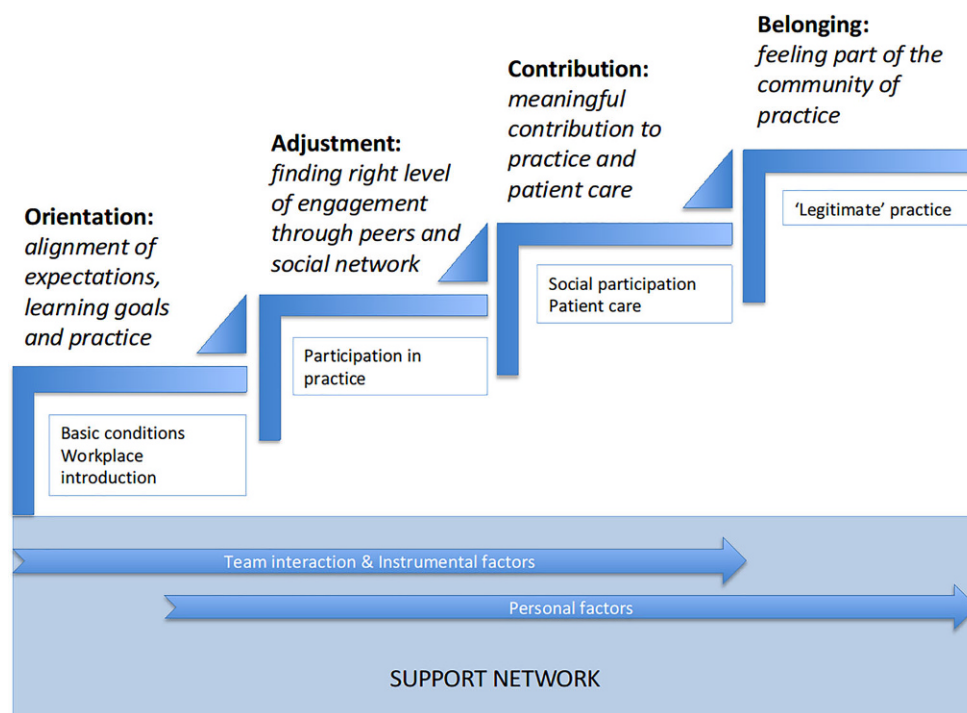 Belonging:
feeling part of the
community of
practice
Contribution:
meaningful
contribution to
practice and
patient care
Adjustment:
finding right level
of engagement
through peers and
social network
Orientation:
alignment of
expectations,
learning goals
and practice
Basic conditions
Workplace
introduction
Participation in
practice
Social participation
Patient care
‘Legitimate’ practice
Team interaction & Instrumental factors
Personal factors
SUPPORT NETWORK